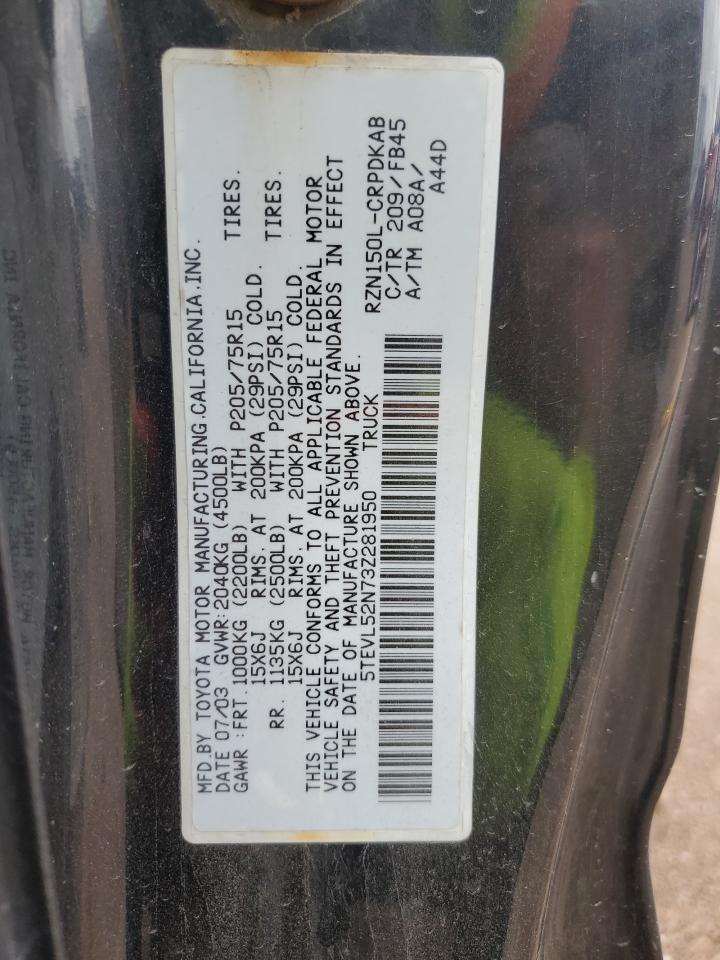 MFD.BY TOYOTA MOTOR MANUFACTURING.CALIFORNIA.INC.
DATE 07/03 GVWR:2040KG (4500LB)
GAWR :FRT.1000KG (2200LB) WITH P205/75R15 TIRES.
15X6J RIMS. AT 200KPA (29PSI) COLD.
RR. 1135KG (2500LB) WITH P205/75R15 TIRES.
15X6J RIMS. AT 200KPA (29PSI) COLD.
THIS VEHICLE CONFORMS TO ALL APPLICABLE FEDERAL MOTOR
VEHICLE SAFETY AND THEFT PREVENTION STANDARDS IN EFFECT
ON THE DATE OF MANUFACTURE SHOWN ABOVE.
5TEVL52N73Z281950 TRUCK
RZN150L-CRPDKAB
C/TR 209/FB45
A/TM A08A/
A44D